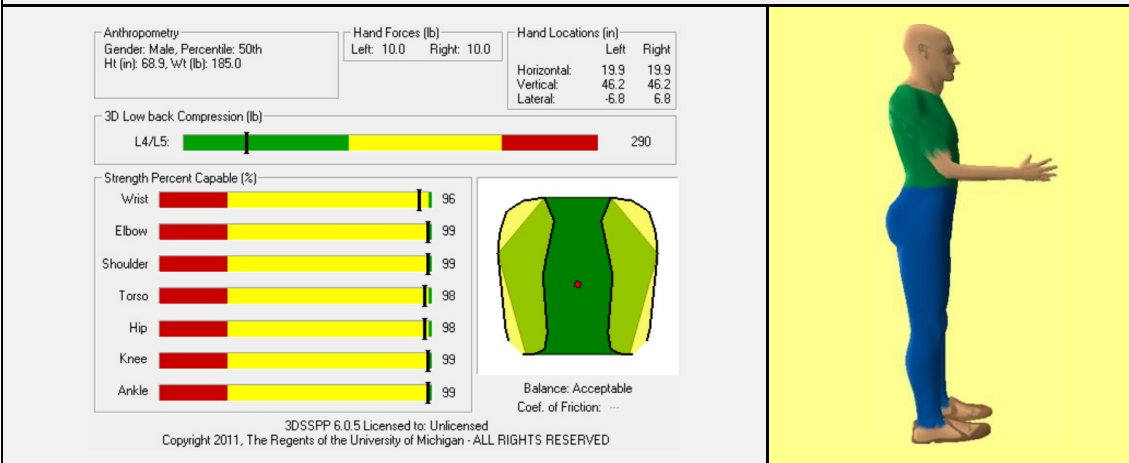 Anthropometry
Gender: Male, Percentile: 50th
Ht (in): 68.9, Wt (lb): 185.0
Hand Forces (lb)
Left: 10.0 Right: 10.0
Hand Locations (in)
Left Right
Horizontal: 19.9 19.9
Vertical: 46.2 46.2
Lateral: -6.8 6.8
3D Low back Compression (lb)
L4/L5: 290
Strength Percent Capable (%)
Wrist 96
Elbow 99
Shoulder 99
Torso 98
Hip 98
Knee 99
Ankle 99
Balance: Acceptable
Coef. of Friction: ---
3DSSPP 6.0.5 Licensed to: Unlicensed
Copyright 2011, The Regents of the University of Michigan - ALL RIGHTS RESERVED